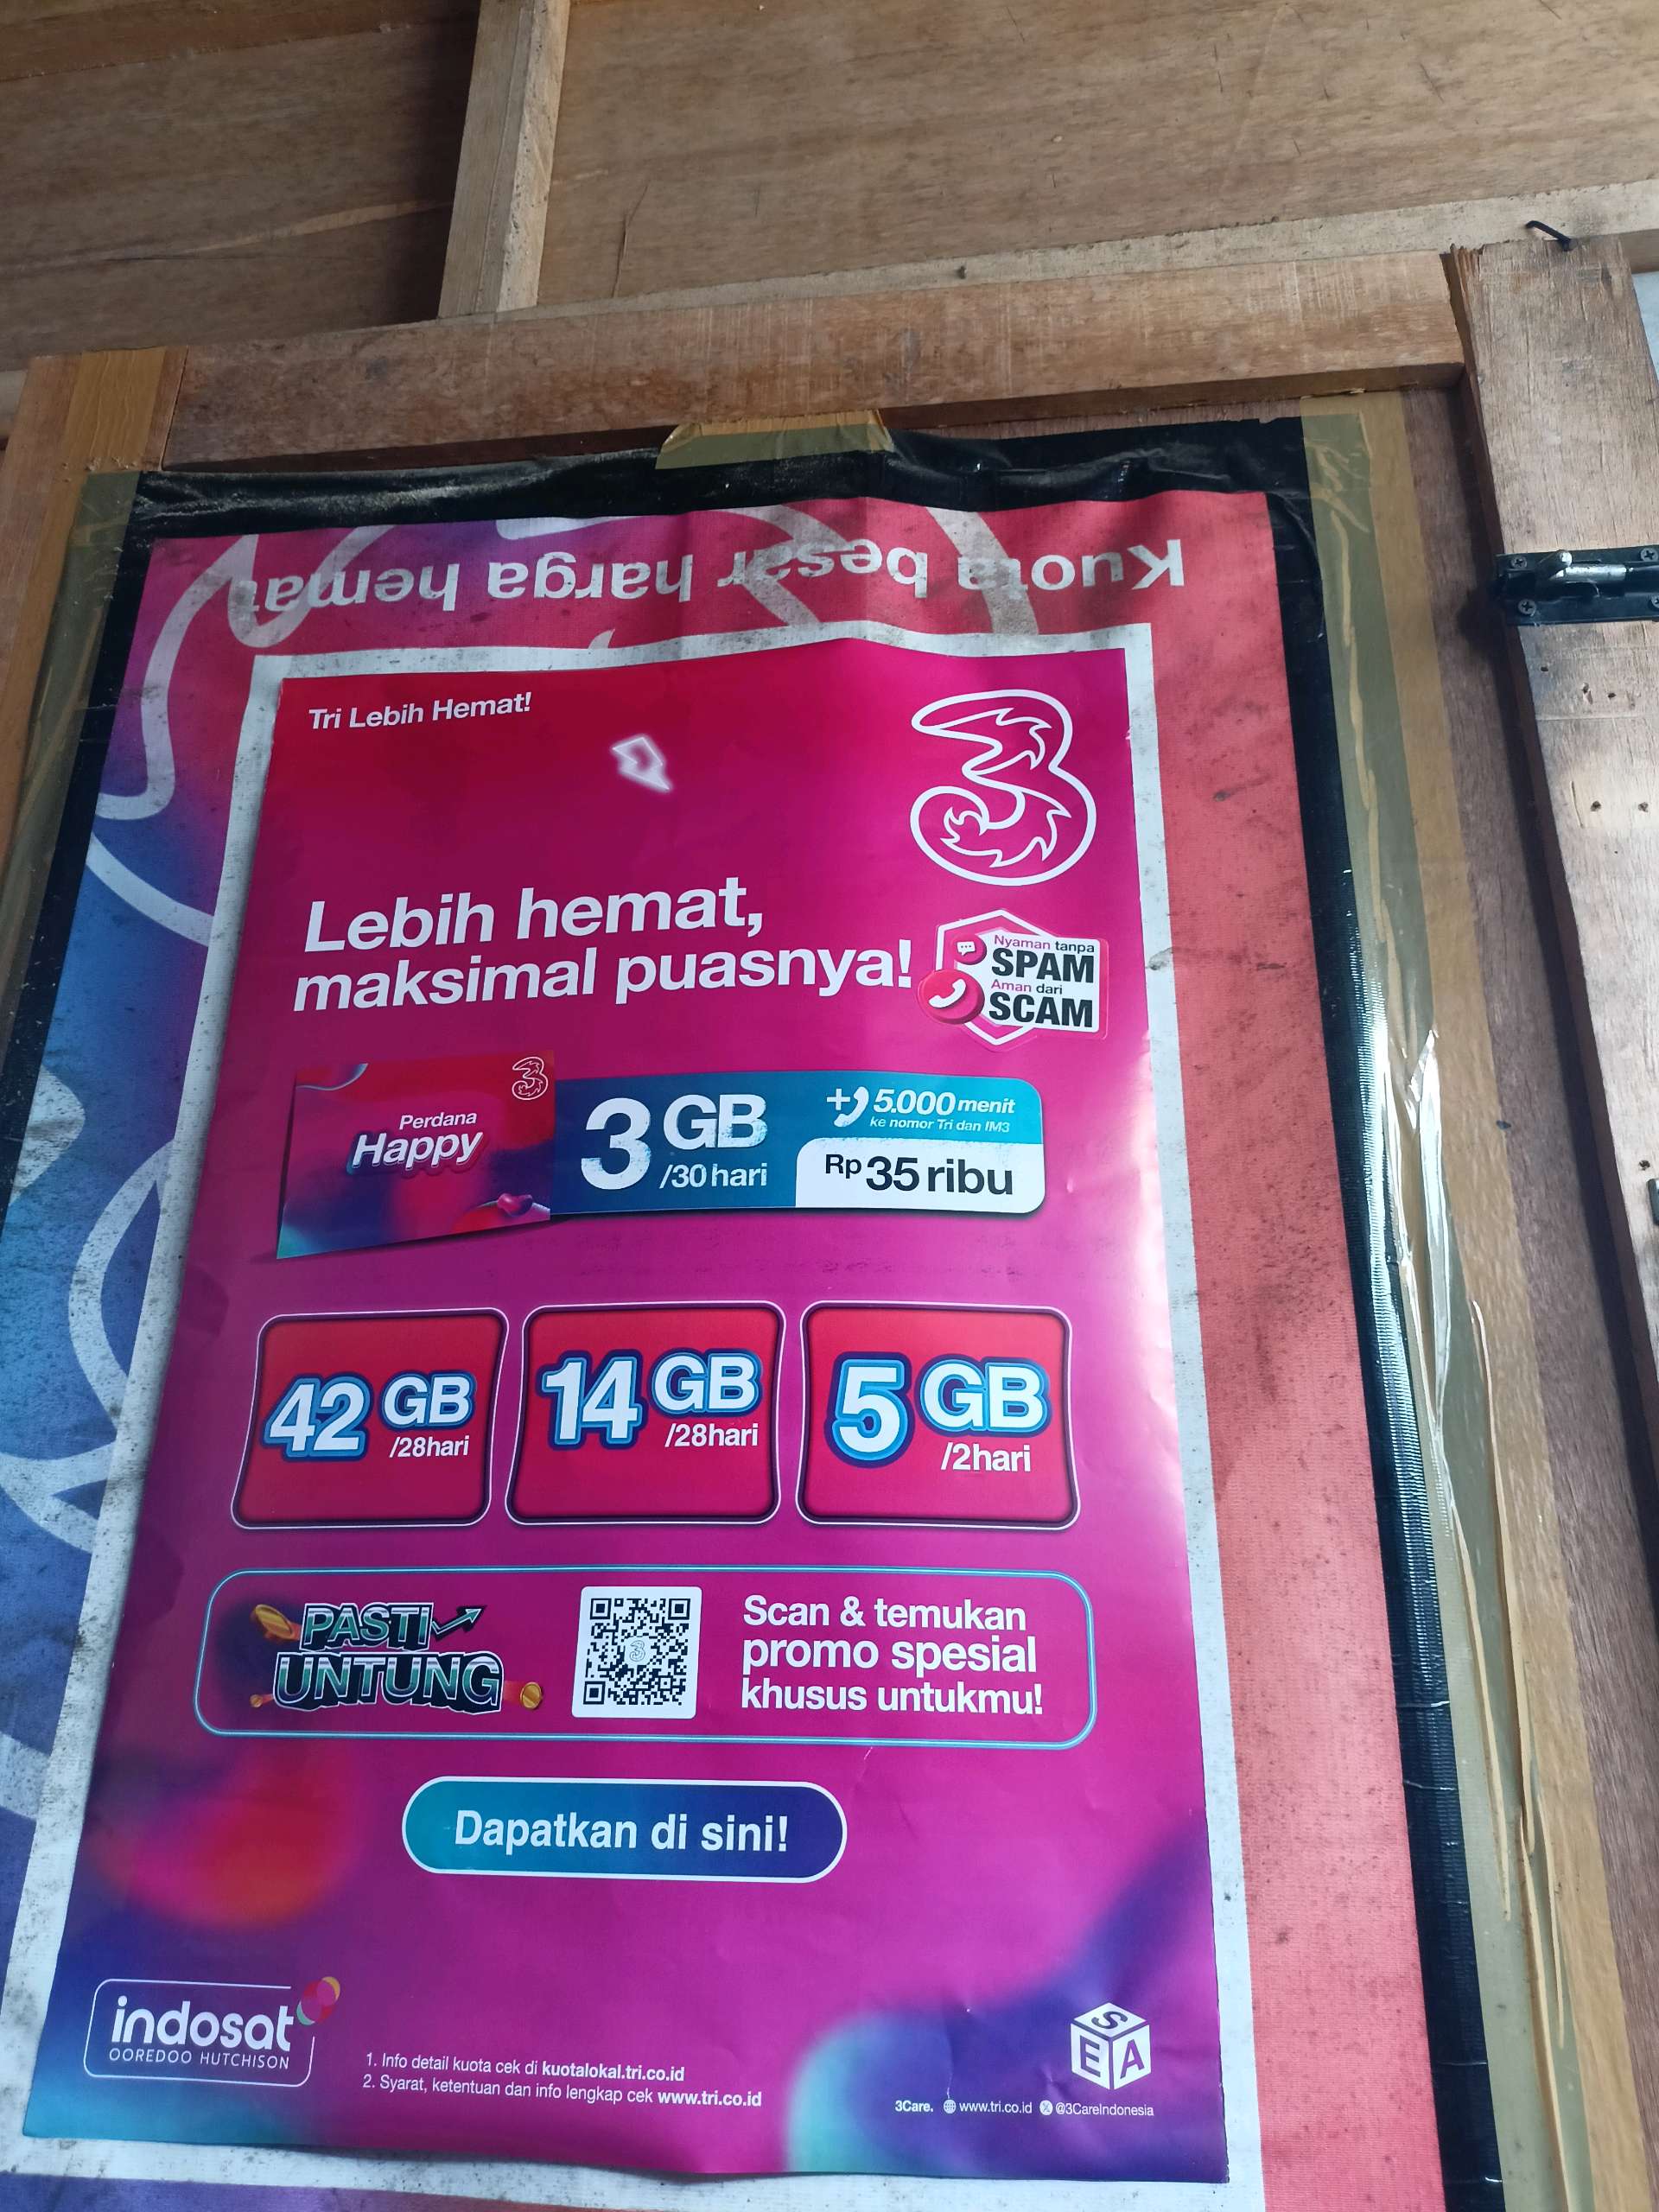 Kuota besar harga hemat
Tri Lebih Hemat!
3
Lebih hemat,
maksimal puasnya!
Nyaman tanpa
SPAM
Aman dari
SCAM
3
Perdana
Happy
3 GB
/30 hari
+ 5.000 menit
ke nomor Tri dan IM3
Rp 35 ribu
42 GB
/28hari
14 GB
/28hari
5 GB
/2hari
PASTI
UNTUNG
3
Scan & temukan
promo spesial
khusus untukmu!
Dapatkan di sini!
indosat
OOREDOO HUTCHISON
1. Info detail kuota cek di kuotalokal.tri.co.id
2. Syarat, ketentuan dan info lengkap cek www.tri.co.id
S
E A
3Care. www.tri.co.id @3CareIndonesia